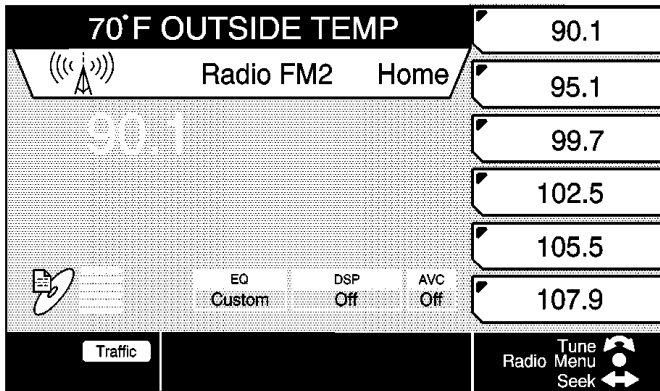 70°F OUTSIDE TEMP
Radio FM2 Home
90.1
90.1
95.1
99.7
102.5
105.5
107.9
EQ DSP AVC
Custom Off Off
Traffic
Tune
Radio Menu
Seek